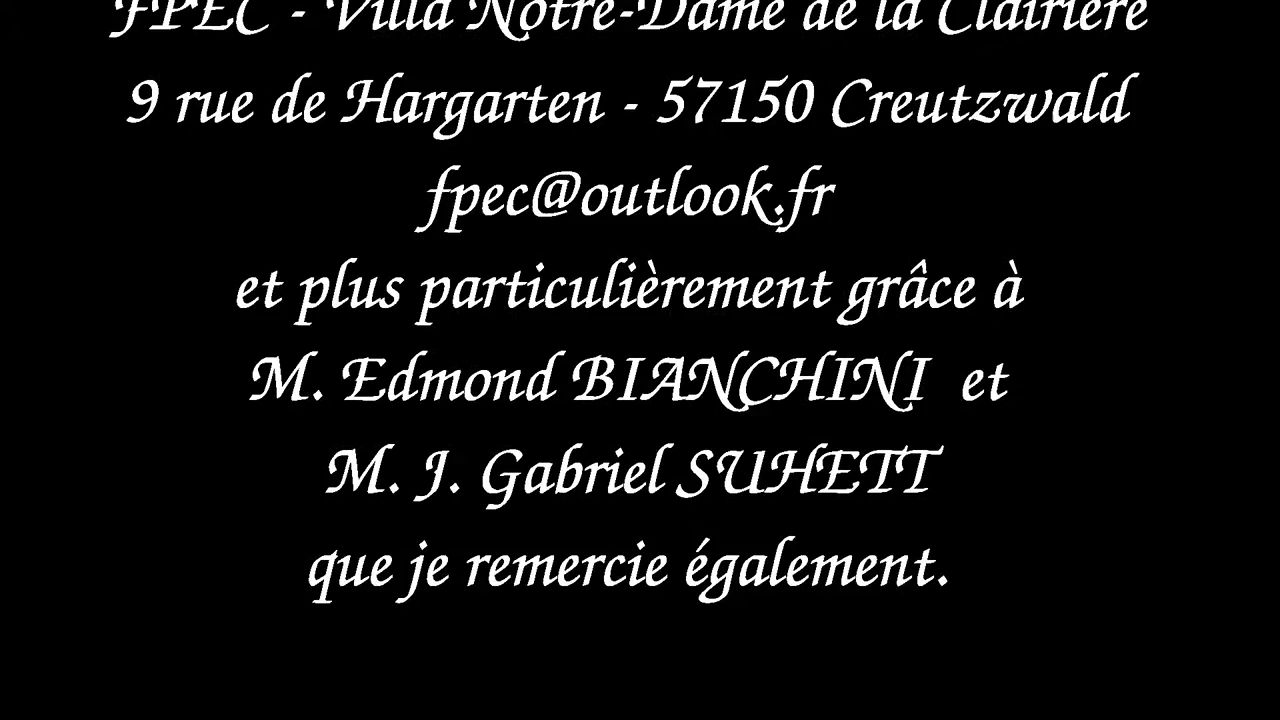 FPEC - Villa Notre-Dame de la Clairière
9 rue de Hargarten - 57150 Creutzwald
fpec@outlook.fr
et plus particulièrement grâce à
M. Edmond BIANCHINI et
M. J. Gabriel SUHETT
que je remercie également.